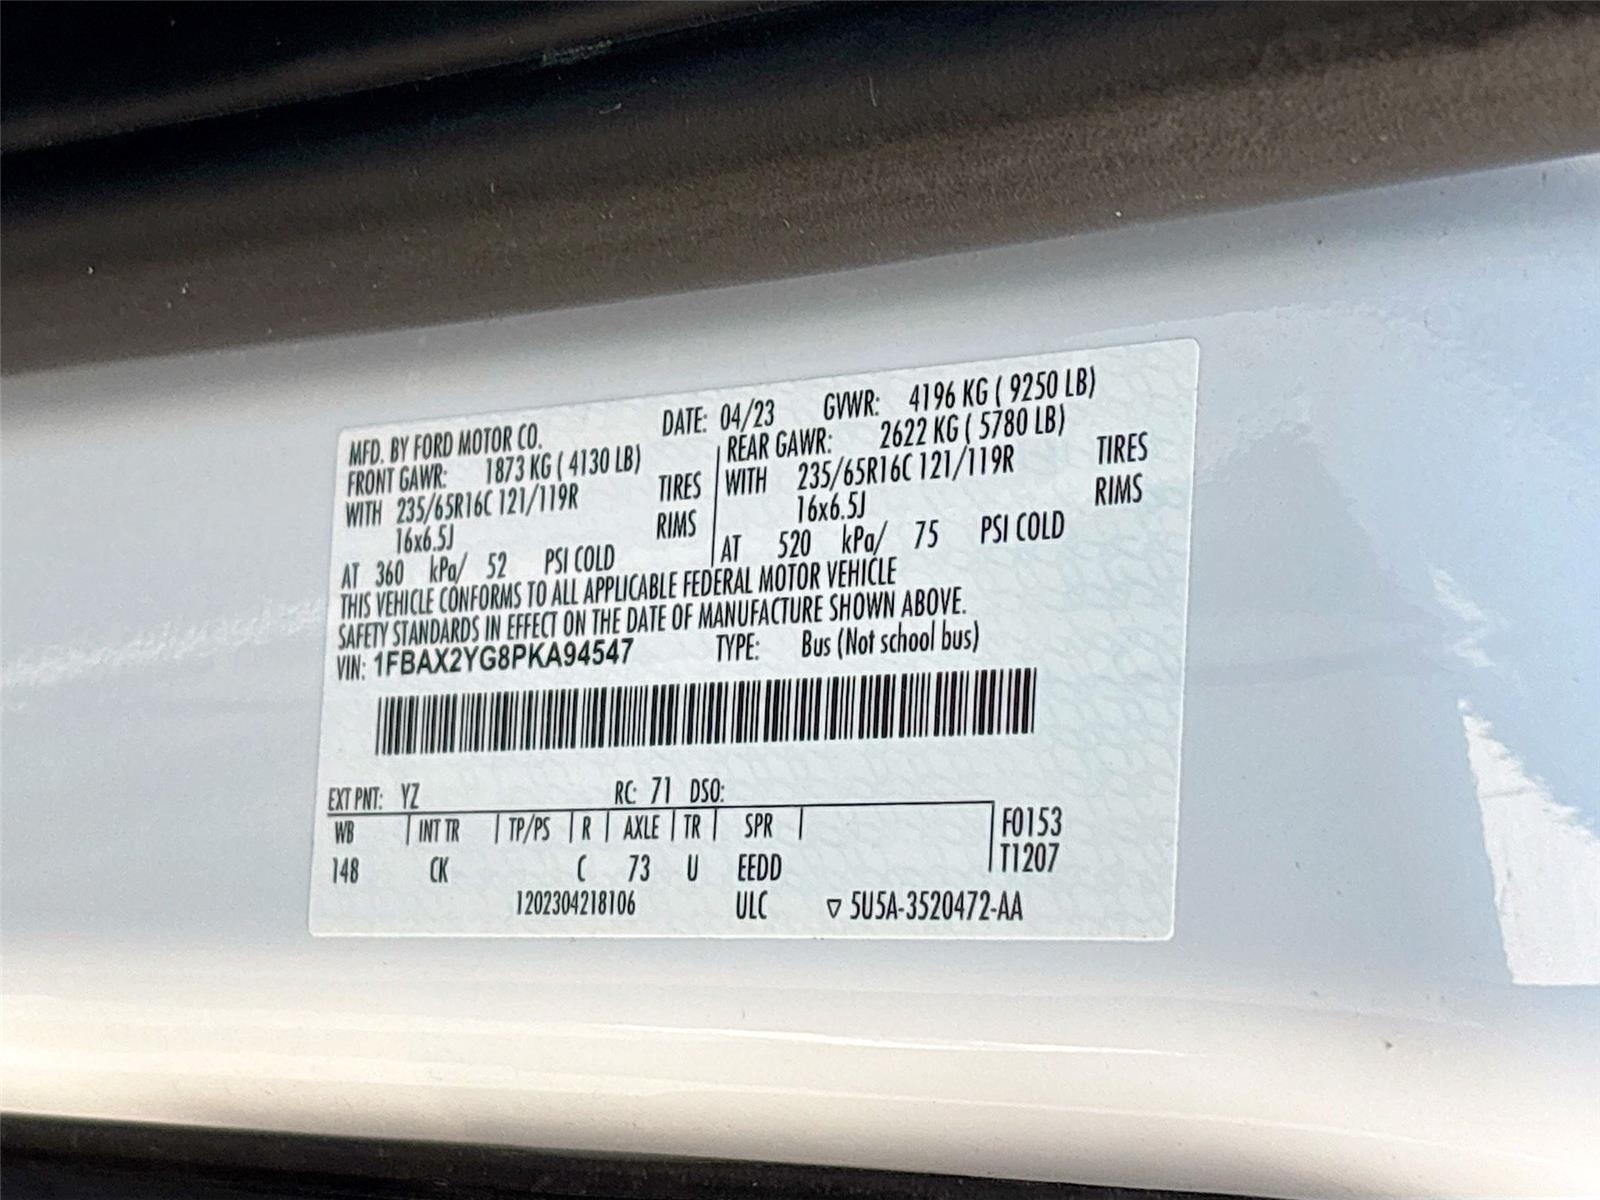 MFD. BY FORD MOTOR CO. DATE: 04/23 GVWR: 4196 KG ( 9250 LB)
FRONT GAWR: 1873 KG ( 4130 LB) REAR GAWR: 2622 KG ( 5780 LB)
WITH 235/65R16C 121/119R TIRES WITH 235/65R16C 121/119R TIRES
16x6.5J RIMS 16x6.5J RIMS
AT 360 kPa/ 52 PSI COLD AT 520 kPa/ 75 PSI COLD
THIS VEHICLE CONFORMS TO ALL APPLICABLE FEDERAL MOTOR VEHICLE
SAFETY STANDARDS IN EFFECT ON THE DATE OF MANUFACTURE SHOWN ABOVE.
VIN: 1FBAX2YG8PKA94547 TYPE: Bus (Not school bus)
EXT PNT: YZ RC: 71 DSO:
WB INT TR TP/PS R AXLE TR SPR F0153
148 CK C 73 U EEDD T1207
1202304218106 ULC ▽ 5U5A-3520472-AA